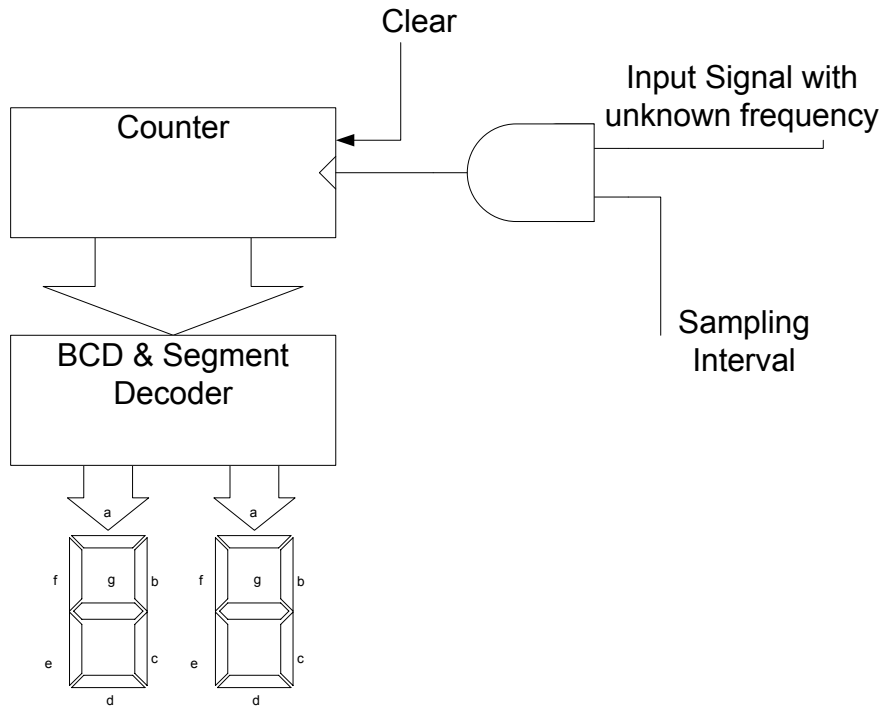 Clear
Input Signal with
unknown frequency
Counter
Sampling
Interval
BCD & Segment
Decoder
a
a
f
g
b
f
g
b
e
c
e
c
d
d